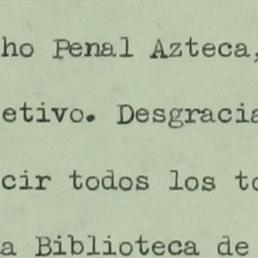 ho Penal Azteca,
etivo. Desgracia
cir todos los to
a Biblioteca de